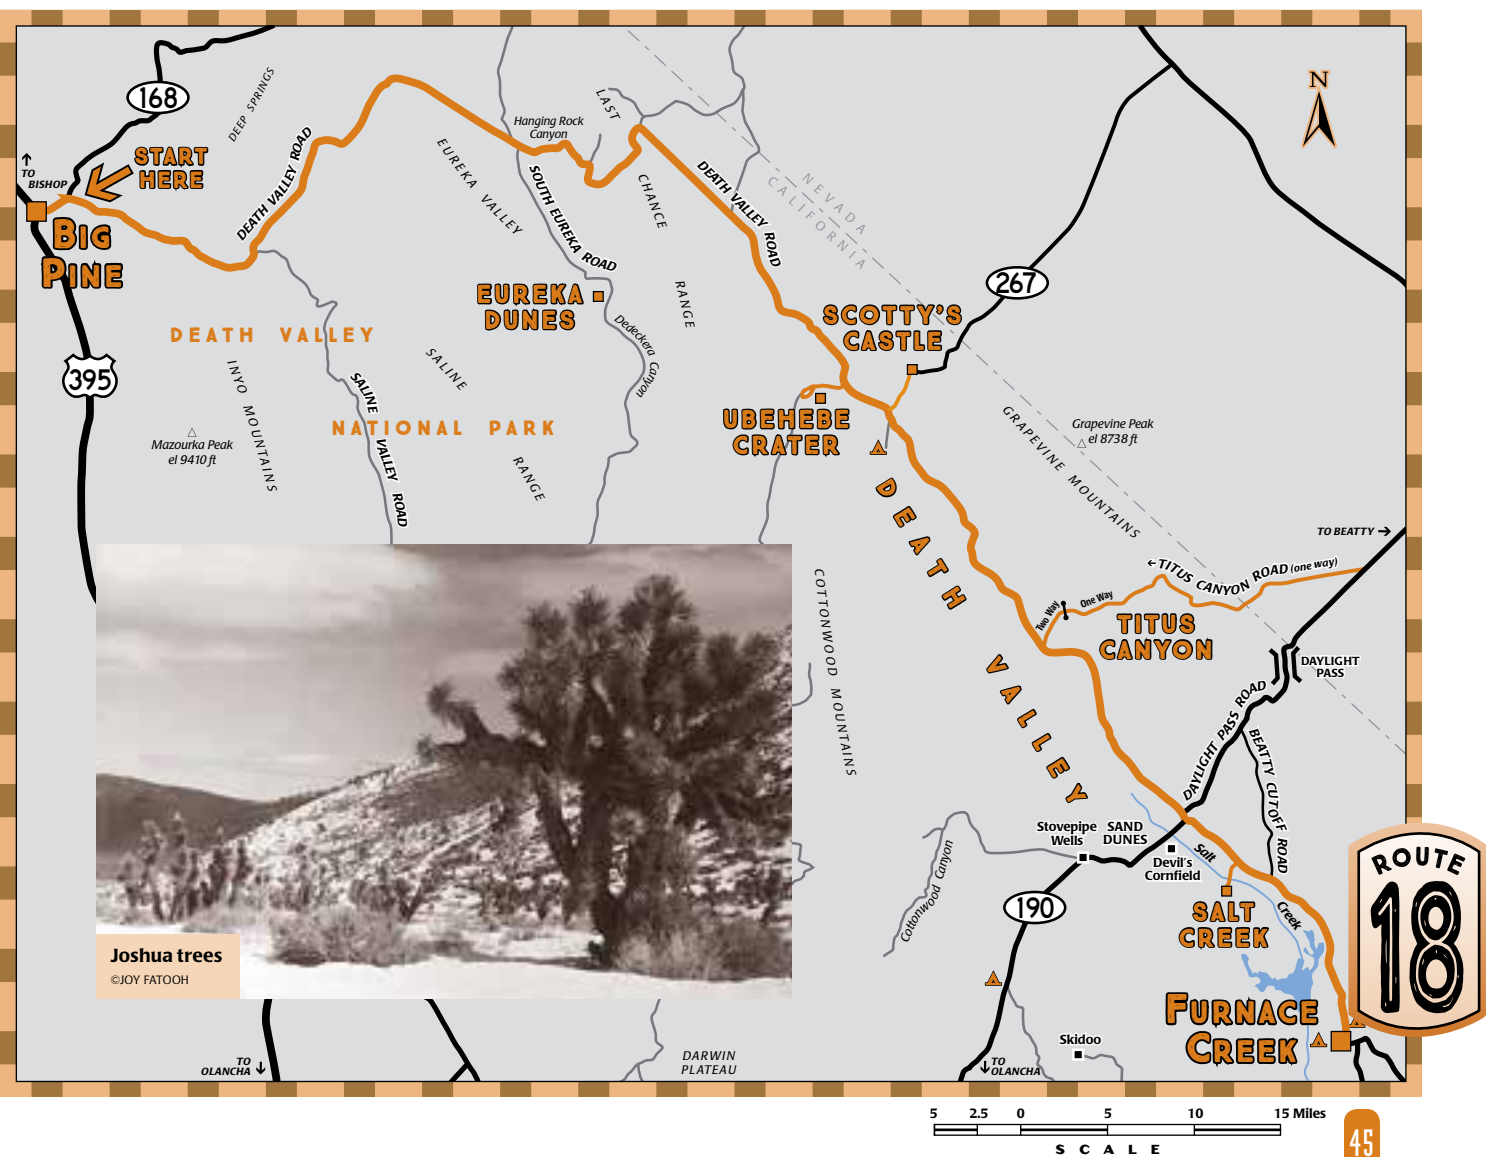 168
DEEP SPRINGS
START
HERE
↑
TO
BISHOP
BIG
PINE
395
DEATH VALLEY ROAD
Hanging Rock
Canyon
LAST
CHANCE
RANGE
EUREKA VALLEY
SOUTH EUREKA ROAD
EUREKA
DUNES
Dedeckera Canyon
DEATH VALLEY ROAD
NEVADA
CALIFORNIA
N
267
SCOTTY'S
CASTLE
UBEHEBE
CRATER
DEATH VALLEY
NATIONAL PARK
INYO MOUNTAINS
Mazourka Peak
el 9410 ft
SALINE
RANGE
SALINE VALLEY ROAD
GRAPEVINE MOUNTAINS
Grapevine Peak
el 8738 ft
DEATH VALLEY
TO BEATTY →
← TITUS CANYON ROAD (one way)
Two Way
One Way
TITUS
CANYON
DAYLIGHT
PASS
DAYLIGHT PASS ROAD
BEATTY CUTOFF ROAD
COTTONWOOD MOUNTAINS
Stovepipe
Wells
SAND
DUNES
Devil's
Cornfield
Salt
Creek
Cottonwood Canyon
190
SALT
CREEK
FURNACE
CREEK
Skidoo
TO
OLANCHA ↓
DARWIN
PLATEAU
↓ TO
OLANCHA
Joshua trees
©JOY FATOOH
ROUTE
18
5 2.5 0 5 10 15 Miles
SCALE
45